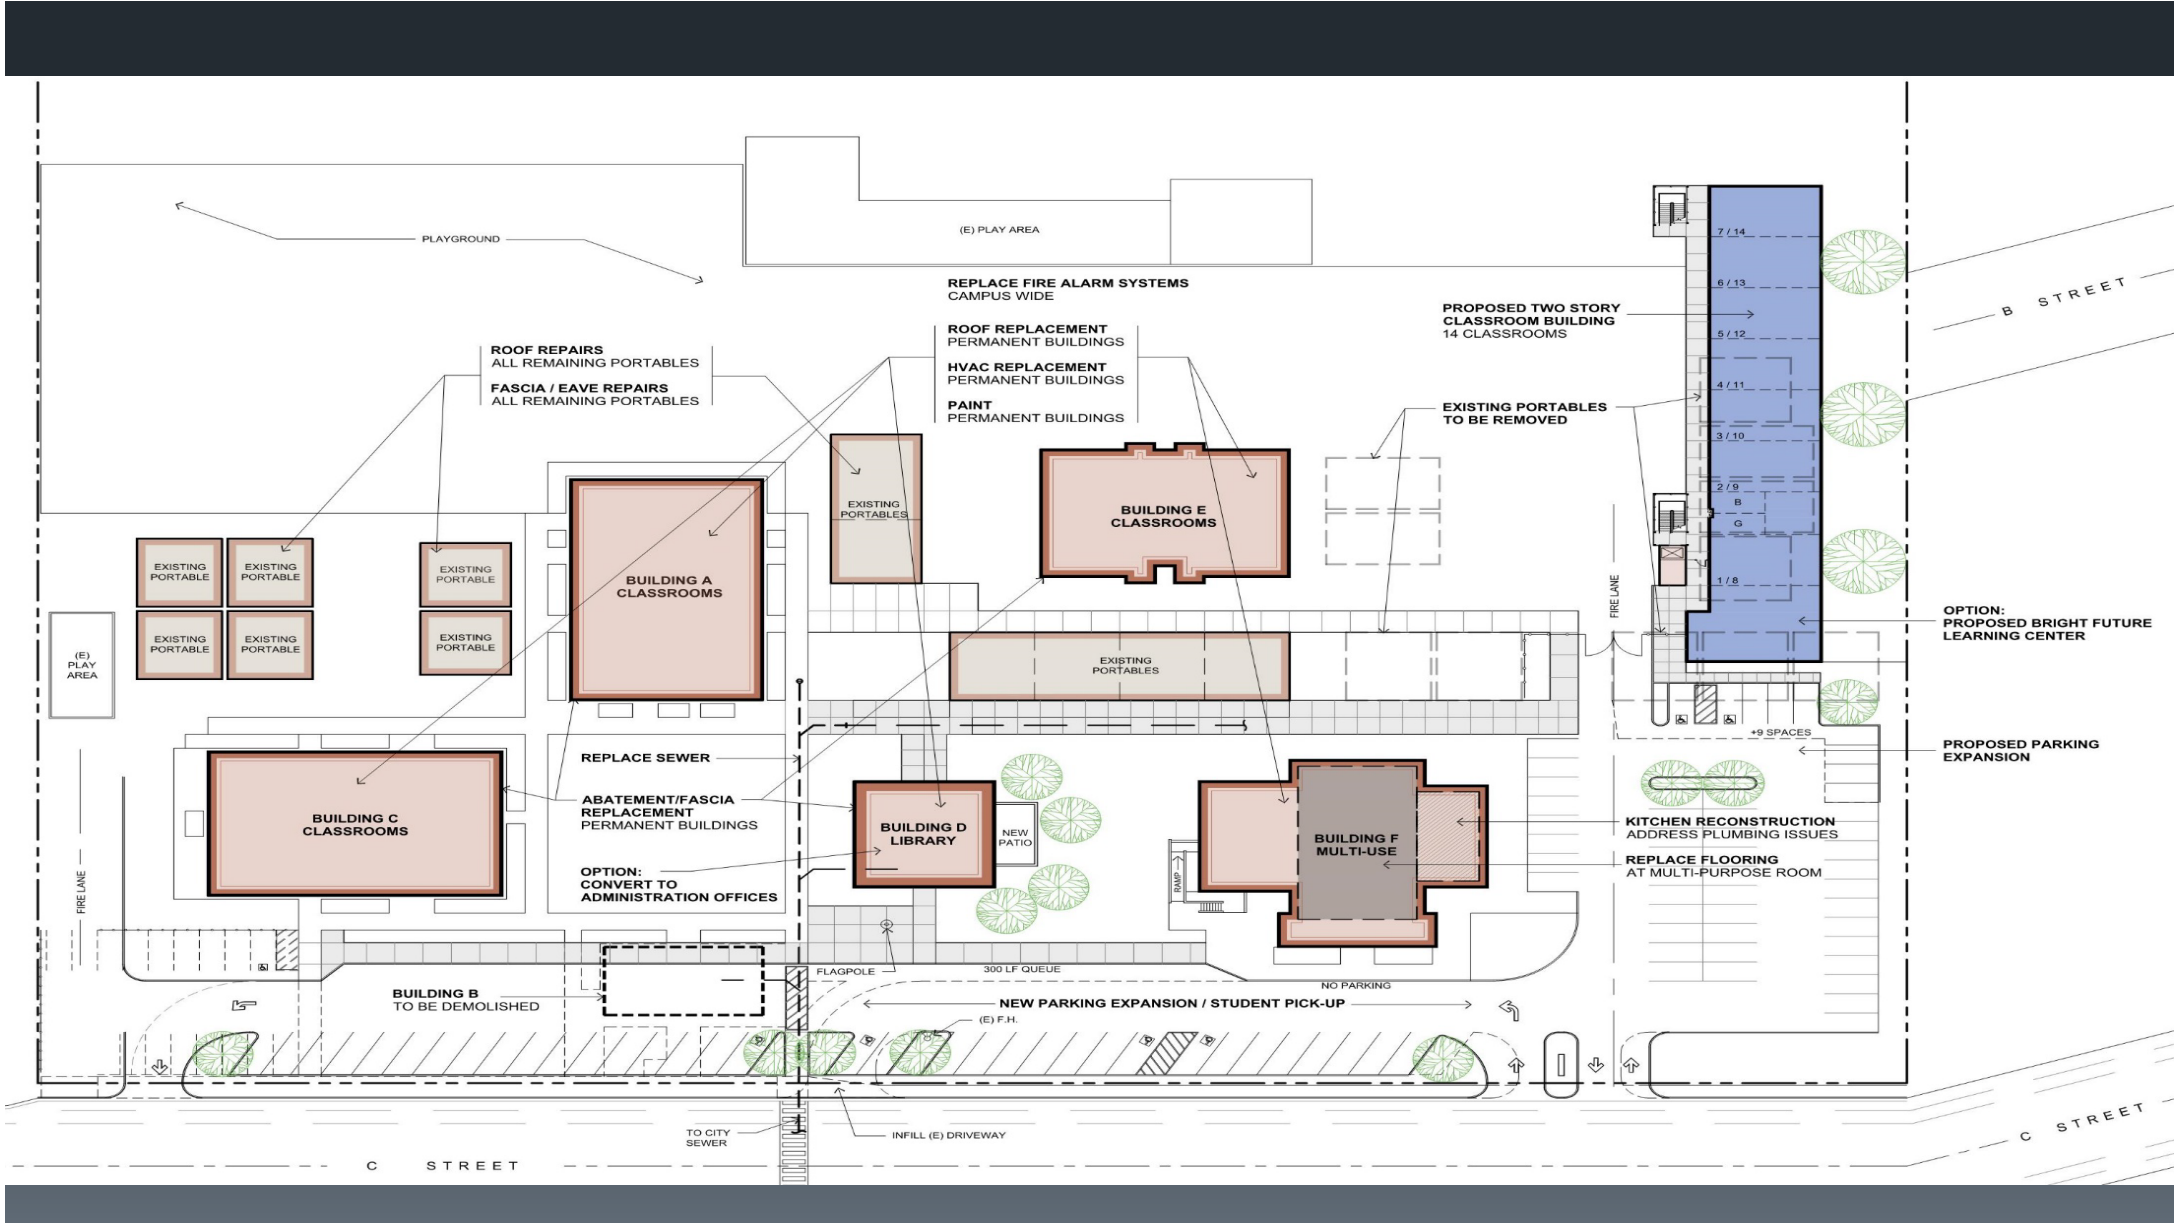 (E) PLAY AREA
PLAYGROUND
REPLACE FIRE ALARM SYSTEMS
CAMPUS WIDE
ROOF REPLACEMENT
PERMANENT BUILDINGS
HVAC REPLACEMENT
PERMANENT BUILDINGS
PAINT
PERMANENT BUILDINGS
ROOF REPAIRS
ALL REMAINING PORTABLES
FASCIA / EAVE REPAIRS
ALL REMAINING PORTABLES
PROPOSED TWO STORY
CLASSROOM BUILDING
14 CLASSROOMS
EXISTING PORTABLES
TO BE REMOVED
7 / 14
6 / 13
5 / 12
4 / 11
3 / 10
2 / 9
B
G
1 / 8
B STREET
EXISTING
PORTABLES
BUILDING E
CLASSROOMS
BUILDING A
CLASSROOMS
EXISTING
PORTABLE
EXISTING
PORTABLE
EXISTING
PORTABLE
EXISTING
PORTABLE
EXISTING
PORTABLE
EXISTING
PORTABLE
(E)
PLAY
AREA
EXISTING
PORTABLES
FIRE LANE
OPTION:
PROPOSED BRIGHT FUTURE
LEARNING CENTER
+9 SPACES
PROPOSED PARKING
EXPANSION
REPLACE SEWER
ABATEMENT/FASCIA
REPLACEMENT
PERMANENT BUILDINGS
OPTION:
CONVERT TO
ADMINISTRATION OFFICES
BUILDING C
CLASSROOMS
BUILDING D
LIBRARY
NEW
PATIO
BUILDING F
MULTI-USE
RAMP
KITCHEN RECONSTRUCTION
ADDRESS PLUMBING ISSUES
REPLACE FLOORING
AT MULTI-PURPOSE ROOM
FIRE LANE
FLAGPOLE
300 LF QUEUE
NO PARKING
BUILDING B
TO BE DEMOLISHED
NEW PARKING EXPANSION / STUDENT PICK-UP
(E) F.H.
TO CITY
SEWER
INFILL (E) DRIVEWAY
C STREET
C STREET